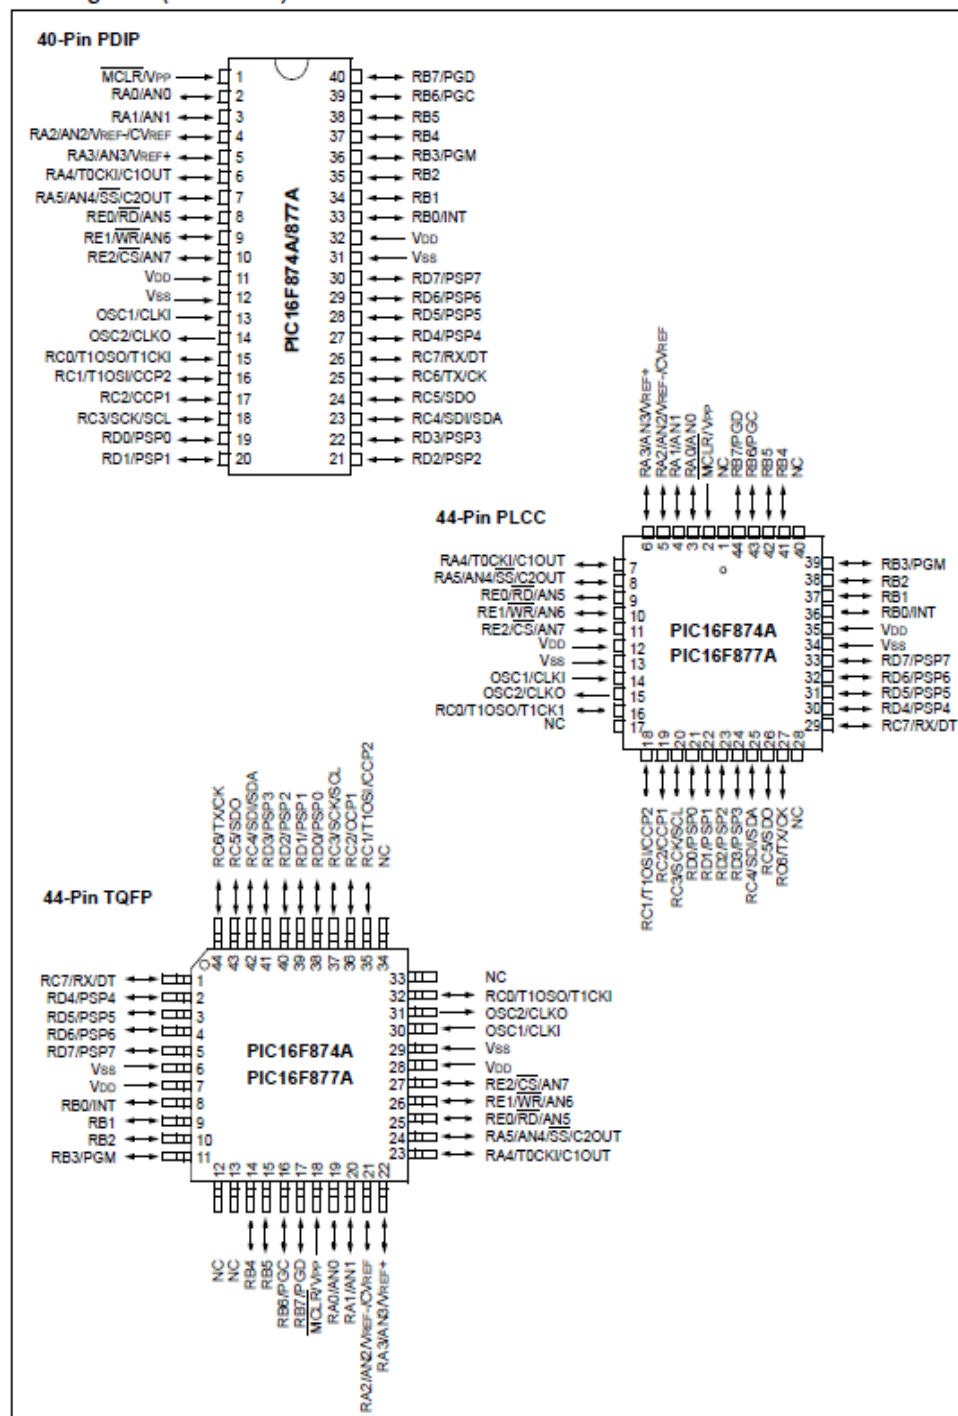 40-Pin PDIP
MCLR/VPP 1 40 RB7/PGD
RA0/AN0 2 39 RB6/PGC
RA1/AN1 3 38 RB5
RA2/AN2/VREF-/CVREF 4 37 RB4
RA3/AN3/VREF+ 5 36 RB3/PGM
RA4/T0CKI/C1OUT 6 35 RB2
RA5/AN4/SS/C2OUT 7 34 RB1
RE0/RD/AN5 8 33 RB0/INT
RE1/WR/AN6 9 32 VDD
RE2/CS/AN7 10 31 VSS
VDD 11 30 RD7/PSP7
VSS 12 29 RD6/PSP6
OSC1/CLKI 13 28 RD5/PSP5
OSC2/CLKO 14 27 RD4/PSP4
RC0/T1OSO/T1CKI 15 26 RC7/RX/DT
RC1/T1OSI/CCP2 16 25 RC6/TX/CK
RC2/CCP1 17 24 RC5/SDO
RC3/SCK/SCL 18 23 RC4/SDI/SDA
RD0/PSP0 19 22 RD3/PSP3
RD1/PSP1 20 21 RD2/PSP2
PIC16F874A/877A
44-Pin PLCC
RA3/AN3/VREF+
RA2/AN2/VREF-/CVREF
RA1/AN1
RA0/AN0
MCLR/VPP
NC
RB7/PGD
RB6/PGC
RB5
RB4
NC
6 5 4 3 2 1 44 43 42 41 40
RA4/T0CKI/C1OUT 7 39 RB3/PGM
RA5/AN4/SS/C2OUT 8 38 RB2
RE0/RD/AN5 9 37 RB1
RE1/WR/AN6 10 36 RB0/INT
RE2/CS/AN7 11 35 VDD
VDD 12 34 VSS
VSS 13 33 RD7/PSP7
OSC1/CLKI 14 32 RD6/PSP6
OSC2/CLKO 15 31 RD5/PSP5
RC0/T1OSO/T1CK1 16 30 RD4/PSP4
NC 17 29 RC7/RX/DT
PIC16F874A
PIC16F877A
18 19 20 21 22 23 24 25 26 27 28
RC1/T1OSI/CCP2
RC2/CCP1
RC3/SCK/SCL
RD0/PSP0
RD1/PSP1
RD2/PSP2
RD3/PSP3
RC4/SDI/SDA
RC5/SDO
RC6/TX/CK
NC
44-Pin TQFP
RC6/TX/CK
RC5/SDO
RC4/SDI/SDA
RD3/PSP3
RD2/PSP2
RD1/PSP1
RD0/PSP0
RC3/SCK/SCL
RC2/CCP1
RC1/T1OSI/CCP2
NC
44 43 42 41 40 39 38 37 36 35 34
RC7/RX/DT 1 33 NC
RD4/PSP4 2 32 RC0/T1OSO/T1CKI
RD5/PSP5 3 31 OSC2/CLKO
RD6/PSP6 4 30 OSC1/CLKI
RD7/PSP7 5 29 VSS
VSS 6 28 VDD
VDD 7 27 RE2/CS/AN7
RB0/INT 8 26 RE1/WR/AN6
RB1 9 25 RE0/RD/AN5
RB2 10 24 RA5/AN4/SS/C2OUT
RB3/PGM 11 23 RA4/T0CKI/C1OUT
PIC16F874A
PIC16F877A
12 13 14 15 16 17 18 19 20 21 22
NC
NC
RB4
RB5
RB6/PGC
RB7/PGD
MCLR/VPP
RA0/AN0
RA1/AN1
RA2/AN2/VREF-/CVREF
RA3/AN3/VREF+